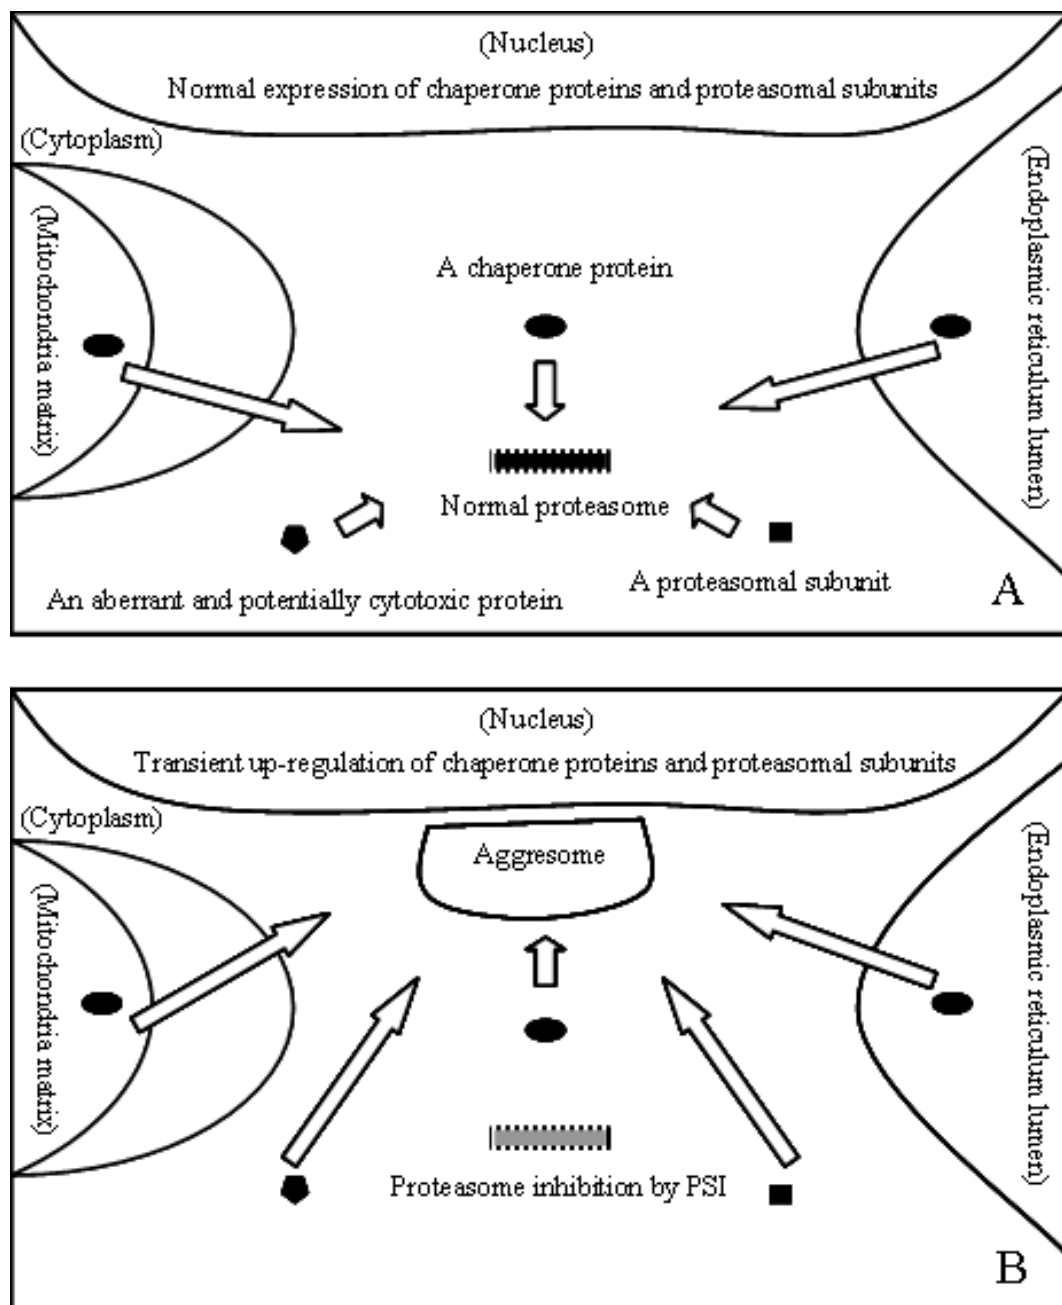 (Nucleus)
Normal expression of chaperone proteins and proteasomal subunits
(Cytoplasm)
(Mitochondria matrix)
(Endoplasmic reticulum lumen)
A chaperone protein
Normal proteasome
A proteasomal subunit
An aberrant and potentially cytotoxic protein
A
(Nucleus)
Transient up-regulation of chaperone proteins and proteasomal subunits
(Cytoplasm)
Aggresome
(Mitochondria matrix)
(Endoplasmic reticulum lumen)
Proteasome inhibition by PSI
B